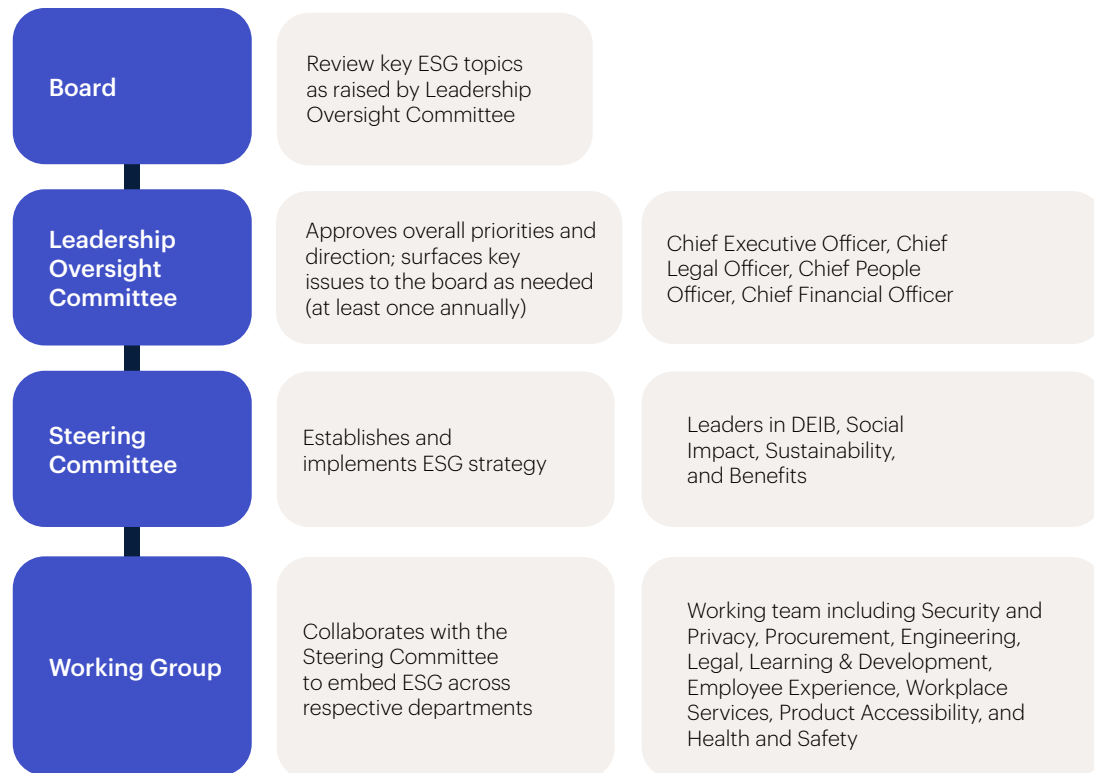 Board
Review key ESG topics
as raised by Leadership
Oversight Committee
Leadership
Oversight
Committee
Approves overall priorities and
direction; surfaces key
issues to the board as needed
(at least once annually)
Chief Executive Officer, Chief
Legal Officer, Chief People
Officer, Chief Financial Officer
Steering
Committee
Establishes and
implements ESG strategy
Leaders in DEIB, Social
Impact, Sustainability,
and Benefits
Working Group
Collaborates with the
Steering Committee
to embed ESG across
respective departments
Working team including Security and
Privacy, Procurement, Engineering,
Legal, Learning & Development,
Employee Experience, Workplace
Services, Product Accessibility, and
Health and Safety